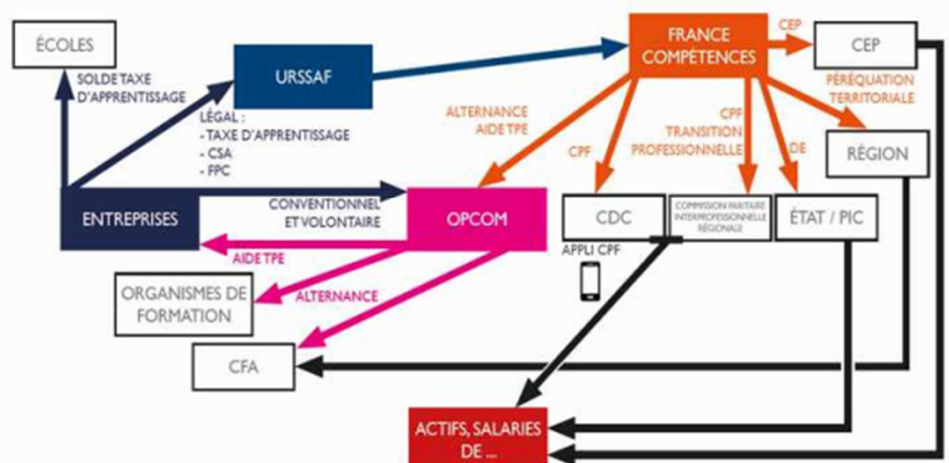 ÉCOLES
SOLDE TAXE
D'APPRENTISSAGE
URSSAF
LÉGAL :
- TAXE D'APPRENTISSAGE
- CSA
- FPC
FRANCE
COMPÉTENCES
CEP
CEP
PÉRÉQUATION
TERRITORIALE
RÉGION
ALTERNANCE
AIDE TPE
CPF
CPF
TRANSITION
PROFESSIONNELLE
DE
ENTREPRISES
CONVENTIONNEL
ET VOLONTAIRE
OPCOM
CDC
COMMISSION PARITAIRE
INTERPROFESSIONNELLE
RÉGIONALE
ÉTAT / PIC
APPLI CPF
AIDE TPE
ALTERNANCE
ORGANISMES DE
FORMATION
CFA
ACTIFS, SALARIES
DE ...